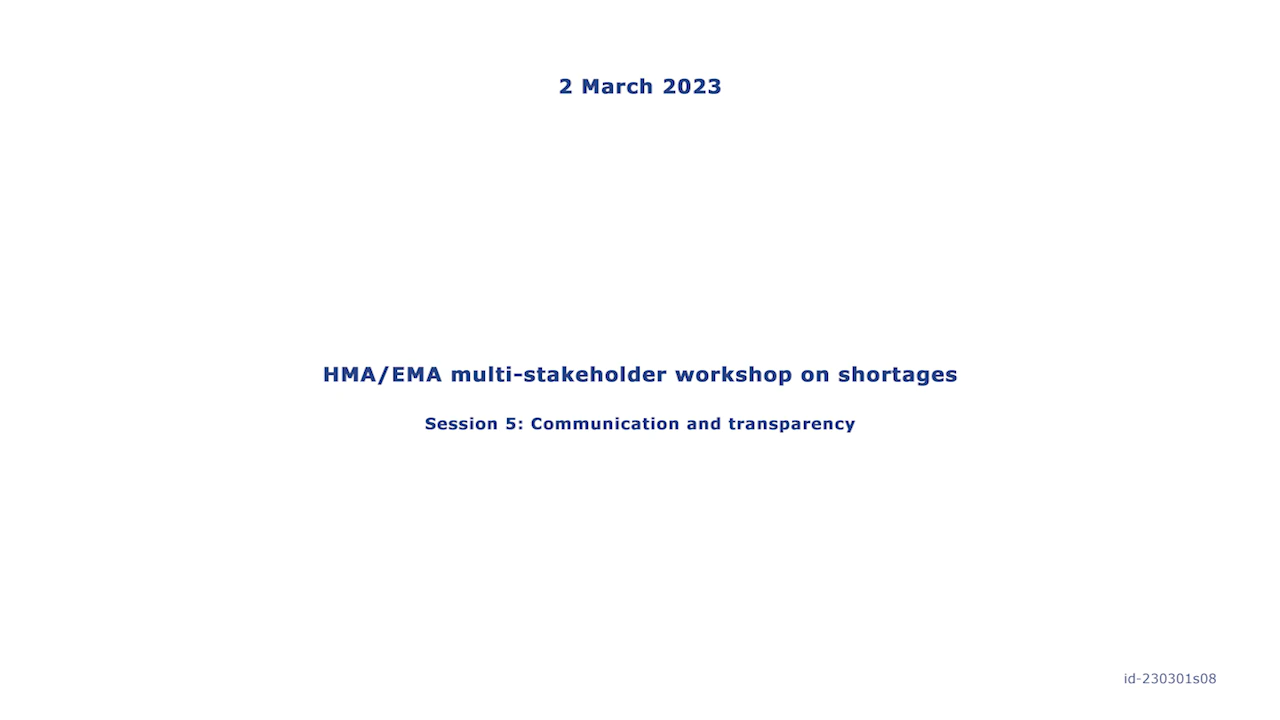 2 March 2023
HMA/EMA multi-stakeholder workshop on shortages
Session 5: Communication and transparency
id-230301s08